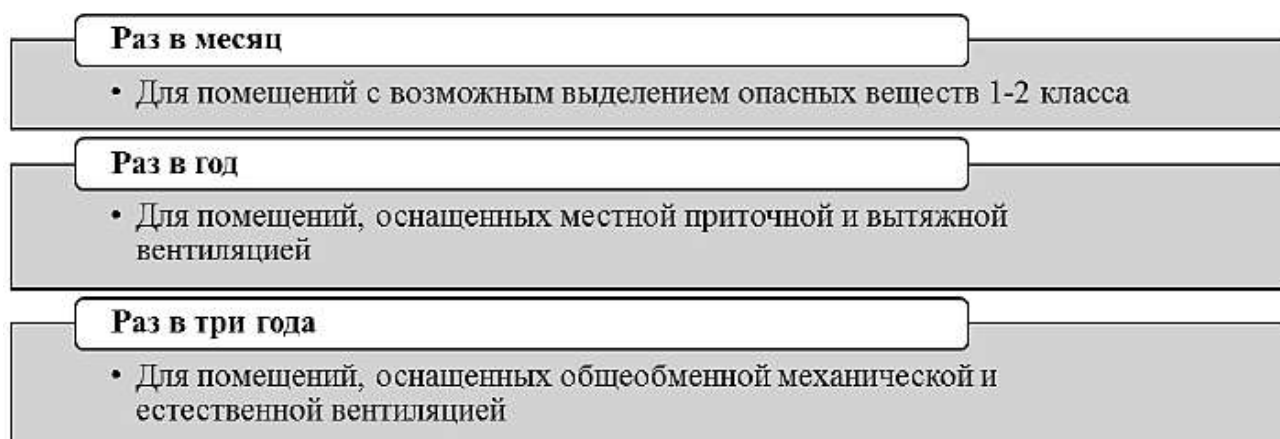 Раз в месяц
• Для помещений с возможным выделением опасных веществ 1-2 класса
Раз в год
• Для помещений, оснащенных местной приточной и вытяжной
вентиляцией
Раз в три года
• Для помещений, оснащенных общеобменной механической и
естественной вентиляцией